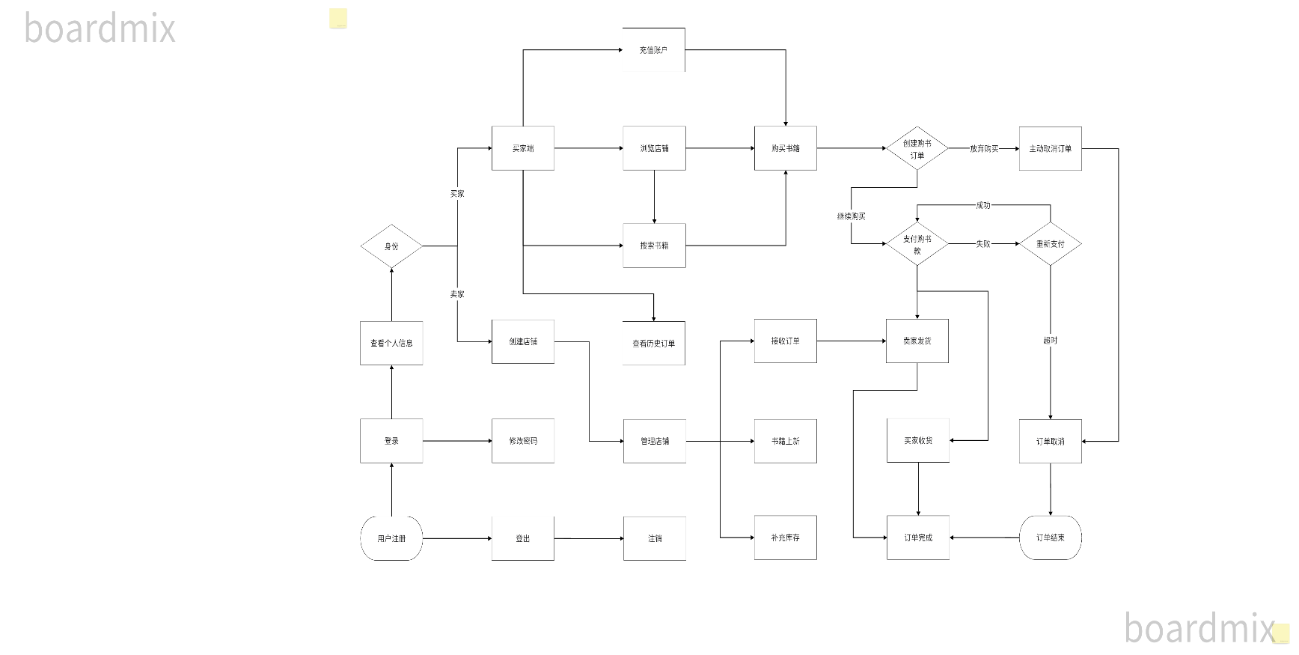 boardmix
充值账户
买家端
浏览店铺
购买书籍
创建购书
订单
放弃购买
主动取消订单
买家
继续购买
成功
身份
搜索书籍
支付购书
款
失败
重新支付
卖家
查看个人信息
创建店铺
查看历史订单
接收订单
卖家发货
超时
登录
修改密码
管理店铺
书籍上新
买家收货
订单取消
用户注册
登出
注销
补充库存
订单完成
订单结束
boardmix